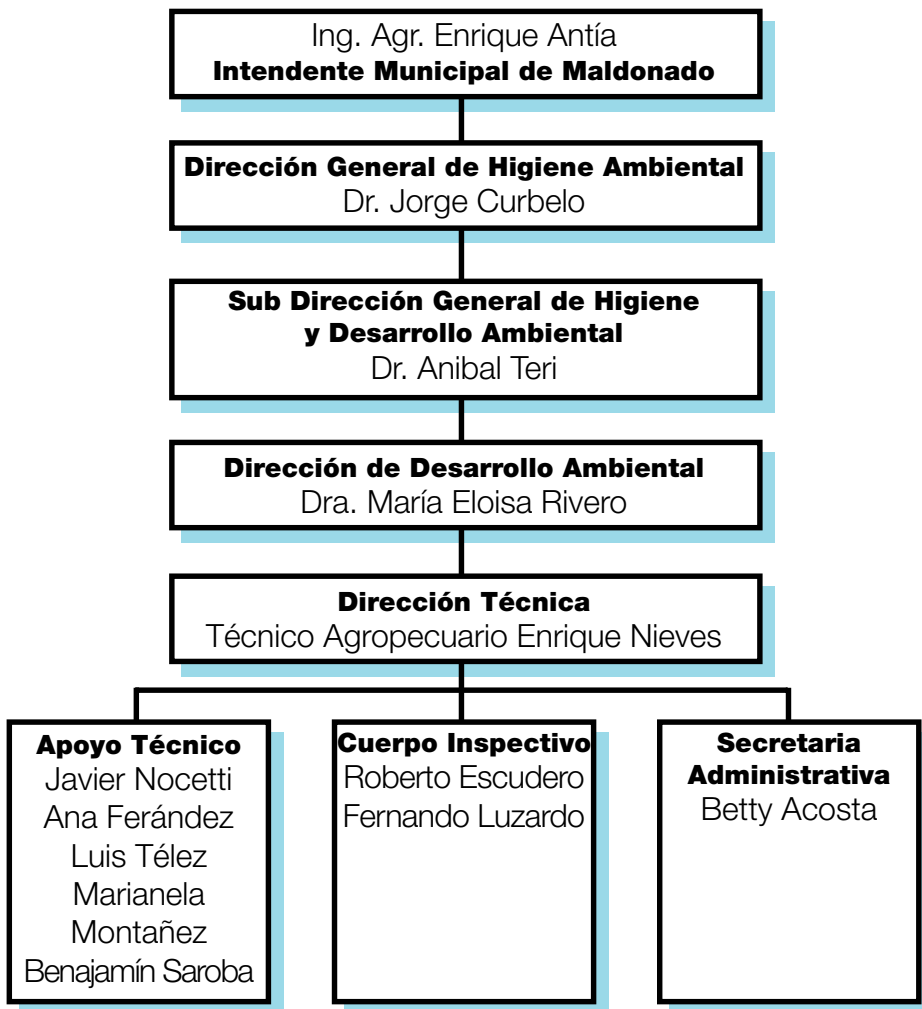 Ing. Agr. Enrique Antía
Intendente Municipal de Maldonado
Dirección General de Higiene Ambiental
Dr. Jorge Curbelo
Sub Dirección General de Higiene
y Desarrollo Ambiental
Dr. Anibal Teri
Dirección de Desarrollo Ambiental
Dra. María Eloisa Rivero
Dirección Técnica
Técnico Agropecuario Enrique Nieves
Apoyo Técnico
Javier Nocetti
Ana Ferández
Luis Télez
Marianela
Montañez
Benajamín Saroba
Cuerpo Inspectivo
Roberto Escudero
Fernando Luzardo
Secretaria
Administrativa
Betty Acosta